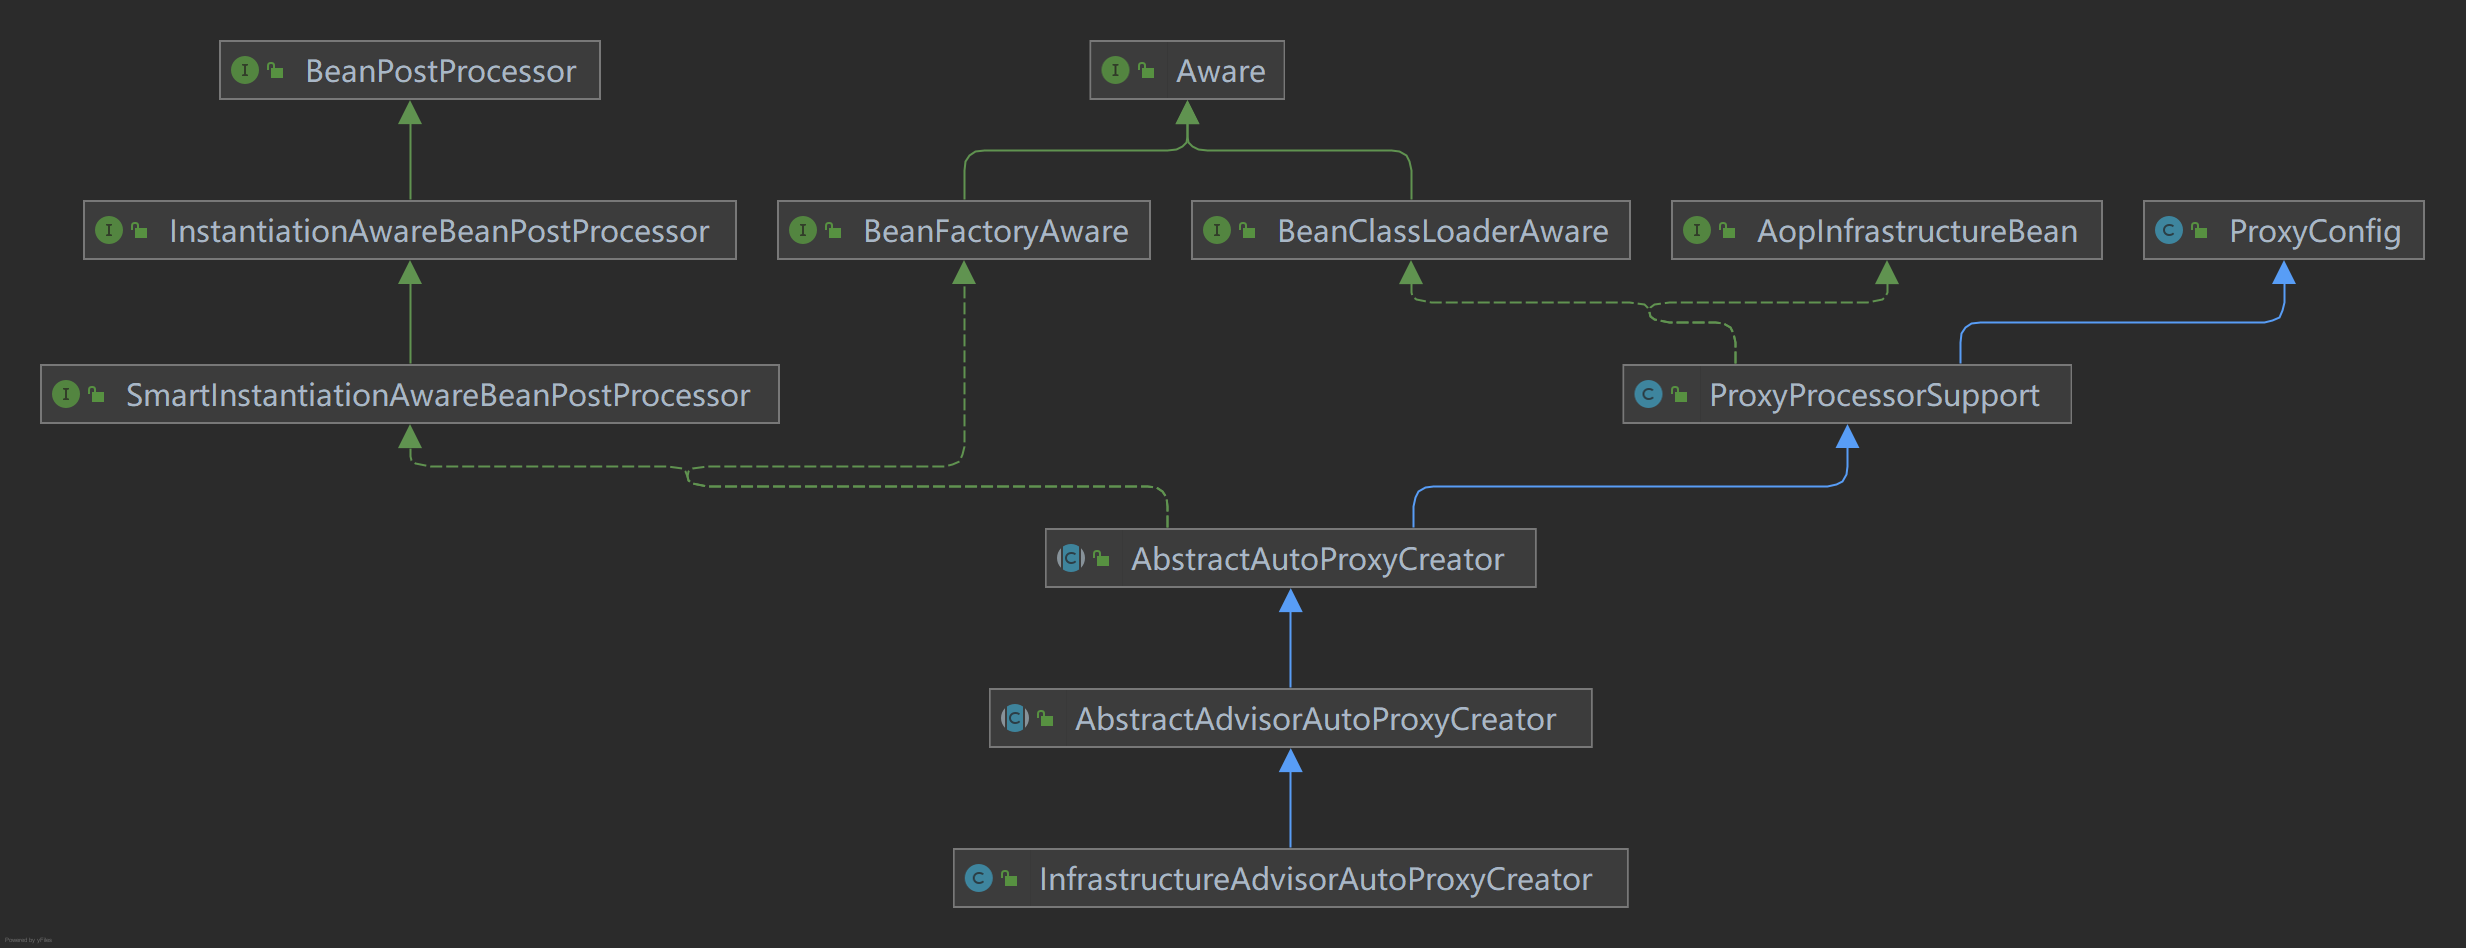 BeanPostProcessor
Aware
InstantiationAwareBeanPostProcessor
BeanFactoryAware
BeanClassLoaderAware
AopInfrastructureBean
ProxyConfig
SmartInstantiationAwareBeanPostProcessor
ProxyProcessorSupport
AbstractAutoProxyCreator
AbstractAdvisorAutoProxyCreator
InfrastructureAdvisorAutoProxyCreator
Powered by yFiles